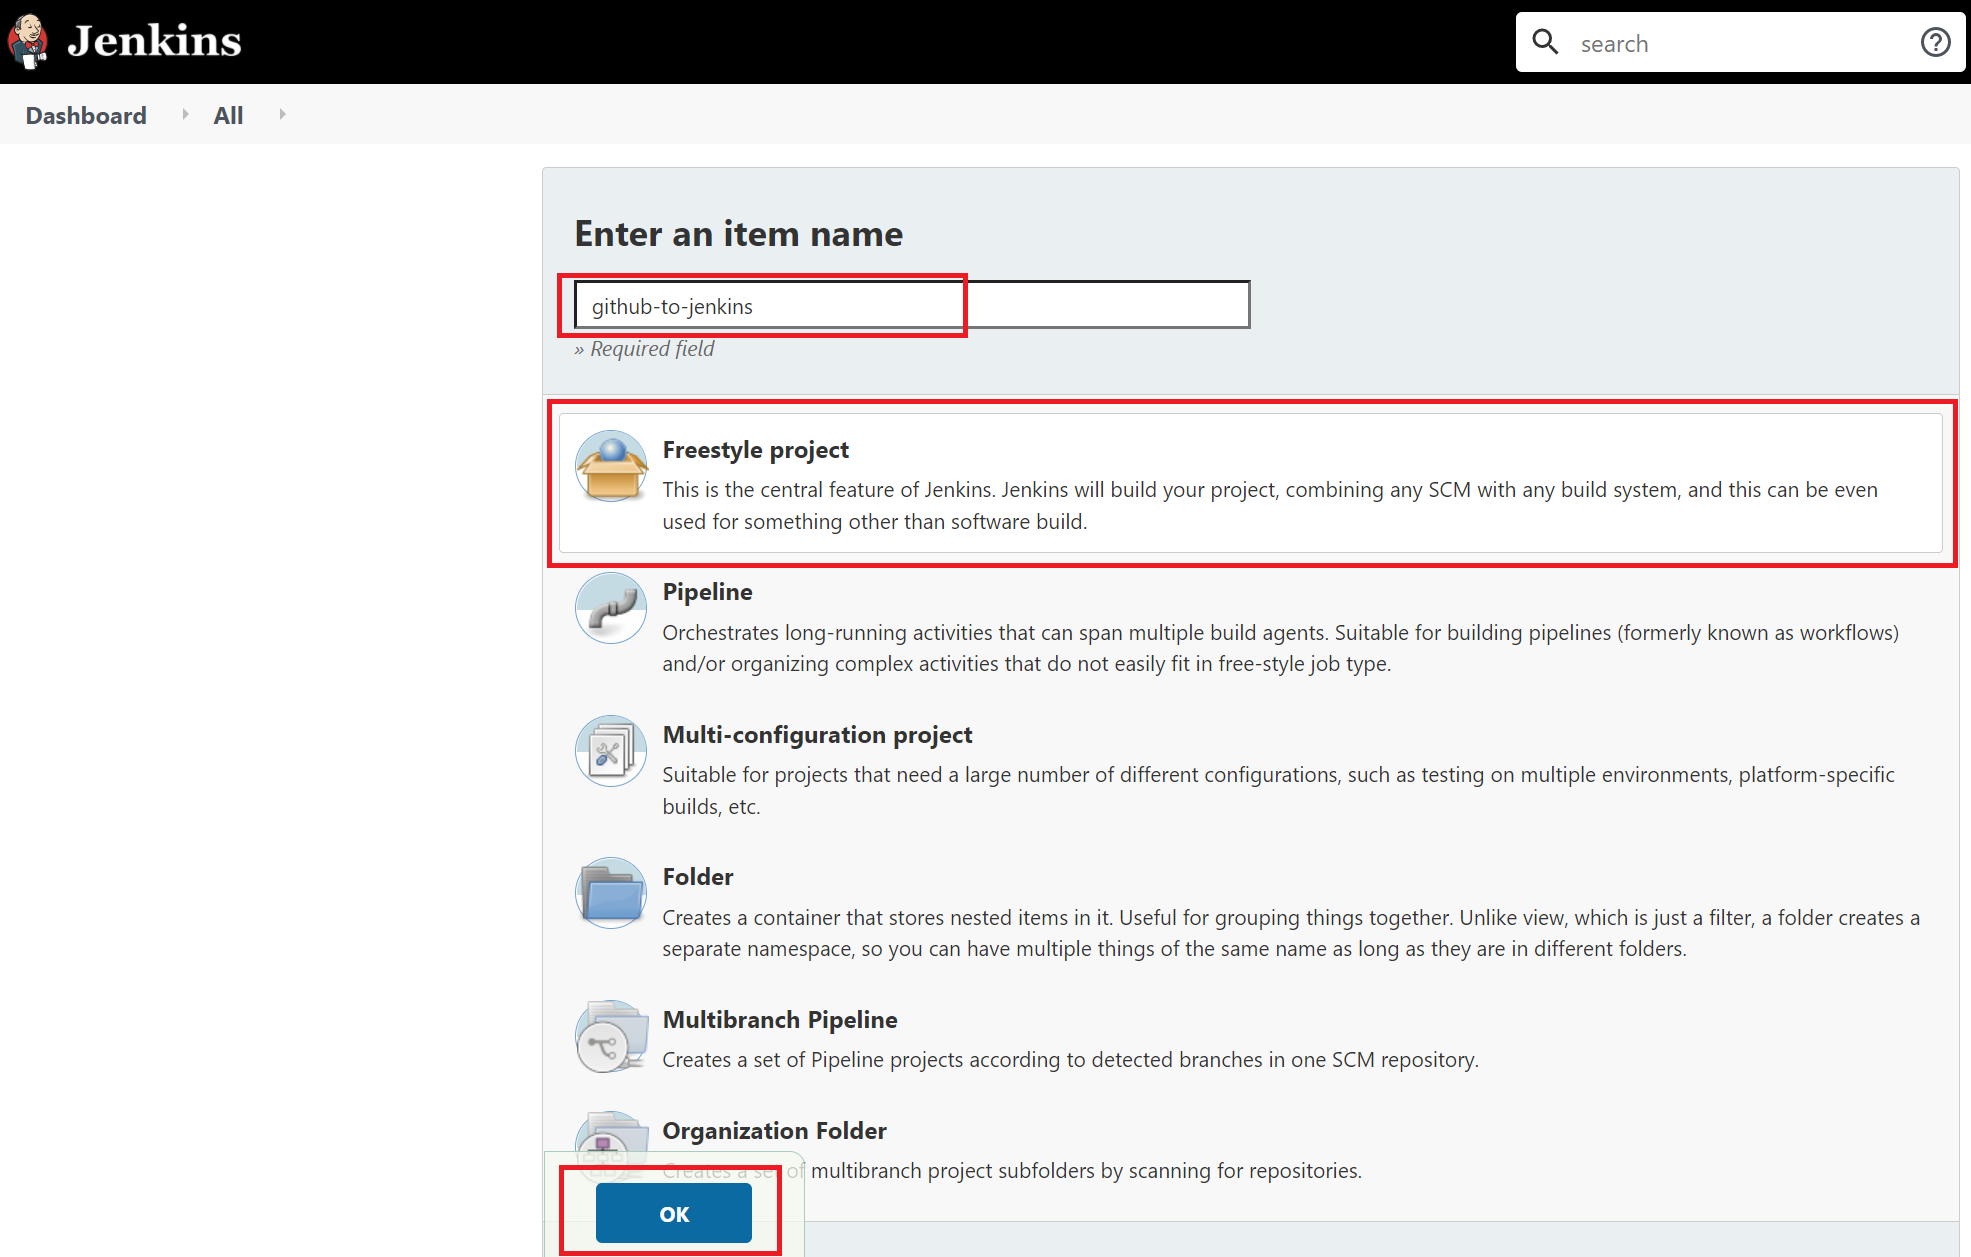 Jenkins
search
Dashboard
All
Enter an item name
github-to-jenkins
» Required field
Freestyle project
This is the central feature of Jenkins. Jenkins will build your project, combining any SCM with any build system, and this can be even
used for something other than software build.
Pipeline
Orchestrates long-running activities that can span multiple build agents. Suitable for building pipelines (formerly known as workflows)
and/or organizing complex activities that do not easily fit in free-style job type.
Multi-configuration project
Suitable for projects that need a large number of different configurations, such as testing on multiple environments, platform-specific
builds, etc.
Folder
Creates a container that stores nested items in it. Useful for grouping things together. Unlike view, which is just a filter, a folder creates a
separate namespace, so you can have multiple things of the same name as long as they are in different folders.
Multibranch Pipeline
Creates a set of Pipeline projects according to detected branches in one SCM repository.
Organization Folder
Creates a set of multibranch project subfolders by scanning for repositories.
OK